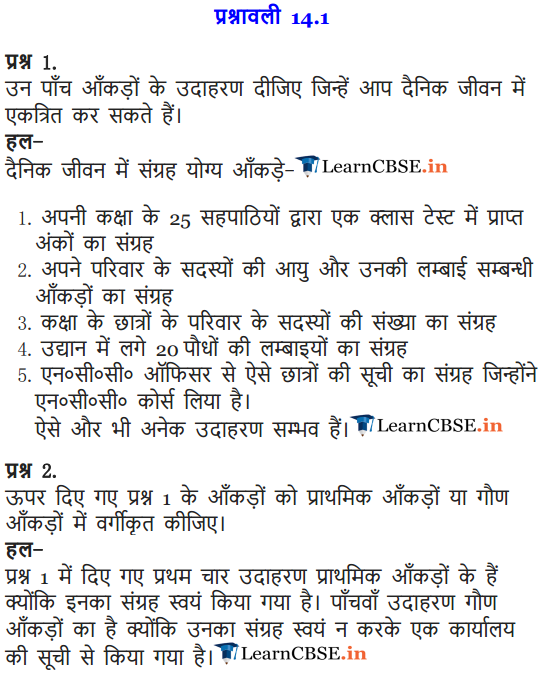 प्रश्नावली 14.1
प्रश्न 1.
उन पाँच आँकड़ों के उदाहरण दीजिए जिन्हें आप दैनिक जीवन में
एकत्रित कर सकते हैं।
हल–
दैनिक जीवन में संग्रह योग्य आँकड़े– LearnCBSE.in
1. अपनी कक्षा के 25 सहपाठियों द्वारा एक क्लास टेस्ट में प्राप्त
अंकों का संग्रह
2. अपने परिवार के सदस्यों की आयु और उनकी लम्बाई सम्बन्धी
आँकड़ों का संग्रह
3. कक्षा के छात्रों के परिवार के सदस्यों की संख्या का संग्रह
4. उद्यान में लगे 20 पौधों की लम्बाइयों का संग्रह
5. एन०सी०सी० ऑफिसर से ऐसे छात्रों की सूची का संग्रह जिन्होंने
एन०सी०सी० कोर्स लिया है।
ऐसे और भी अनेक उदाहरण सम्भव हैं। LearnCBSE.in
प्रश्न 2.
ऊपर दिए गए प्रश्न 1 के आँकड़ों को प्राथमिक आँकड़ों या गौण
आँकड़ों में वर्गीकृत कीजिए।
हल–
प्रश्न 1 में दिए गए प्रथम चार उदाहरण प्राथमिक आँकड़ों के हैं
क्योंकि इनका संग्रह स्वयं किया गया है। पाँचवाँ उदाहरण गौण
आँकड़ों का है क्योंकि उनका संग्रह स्वयं न करके एक कार्यालय
की सूची से किया गया है। LearnCBSE.in